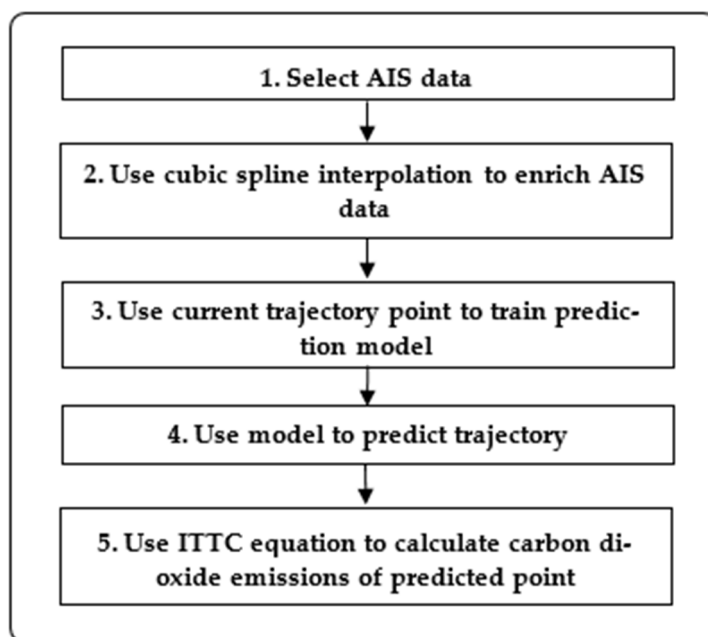 1. Select AIS data
2. Use cubic spline interpolation to enrich AIS
data
3. Use current trajectory point to train predic-
tion model
4. Use model to predict trajectory
5. Use ITTC equation to calculate carbon di-
oxide emissions of predicted point